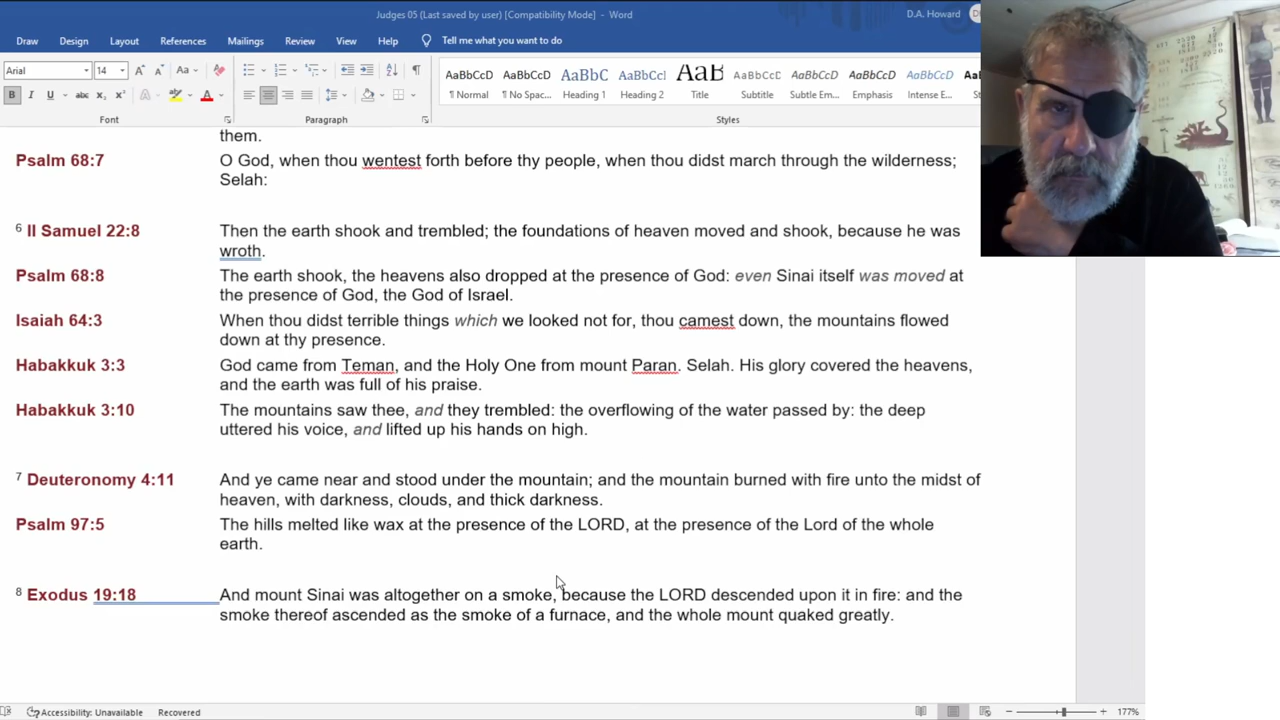 Judges 05 (Last saved by user) [Compatibility Mode] - Word
D.A. Howard
Draw Design Layout References Mailings Review View Help Tell me what you want to do
Arial 14
AaBbCcD AaBbCcD AaBbC AaBbCcI AaB AaBbCcD AaBbCcD AaBbCcD AaBbCcD
¶ Normal ¶ No Spac... Heading 1 Heading 2 Title Subtitle Subtle Em... Emphasis Intense E...
Font Paragraph Styles
them.
Psalm 68:7 O God, when thou wentest forth before thy people, when thou didst march through the wilderness;
Selah:
6 II Samuel 22:8 Then the earth shook and trembled; the foundations of heaven moved and shook, because he was
wroth.
Psalm 68:8 The earth shook, the heavens also dropped at the presence of God: even Sinai itself was moved at
the presence of God, the God of Israel.
Isaiah 64:3 When thou didst terrible things which we looked not for, thou camest down, the mountains flowed
down at thy presence.
Habakkuk 3:3 God came from Teman, and the Holy One from mount Paran. Selah. His glory covered the heavens,
and the earth was full of his praise.
Habakkuk 3:10 The mountains saw thee, and they trembled: the overflowing of the water passed by: the deep
uttered his voice, and lifted up his hands on high.
7 Deuteronomy 4:11 And ye came near and stood under the mountain; and the mountain burned with fire unto the midst of
heaven, with darkness, clouds, and thick darkness.
Psalm 97:5 The hills melted like wax at the presence of the LORD, at the presence of the Lord of the whole
earth.
8 Exodus 19:18 And mount Sinai was altogether on a smoke, because the LORD descended upon it in fire: and the
smoke thereof ascended as the smoke of a furnace, and the whole mount quaked greatly.
Accessibility: Unavailable Recovered 177%